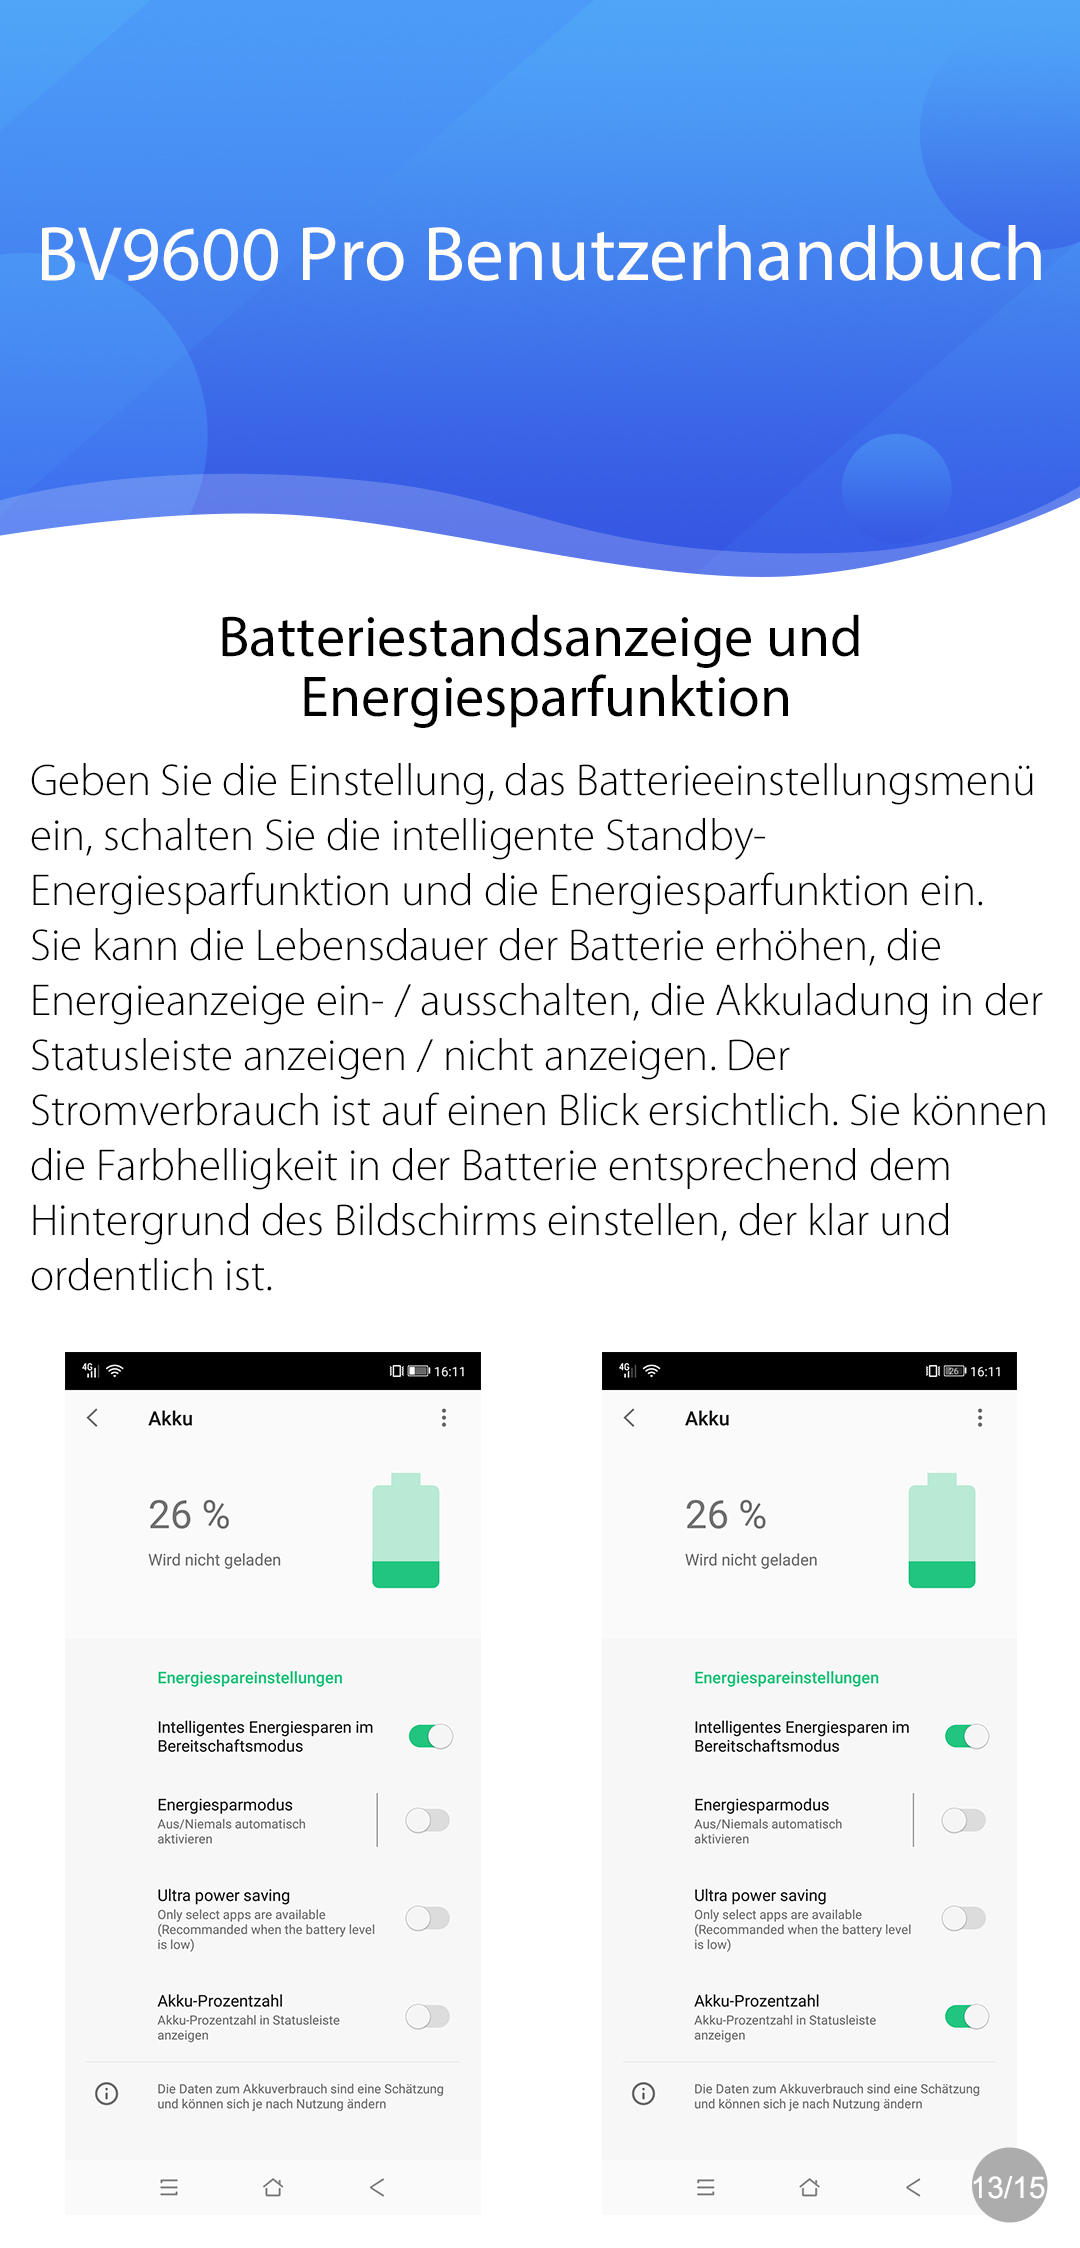 BV9600 Pro Benutzerhandbuch
Batteriestandsanzeige und
Energiesparfunktion
Geben Sie die Einstellung, das Batterieeinstellungsmenü
ein, schalten Sie die intelligente Standby-
Energiesparfunktion und die Energiesparfunktion ein.
Sie kann die Lebensdauer der Batterie erhöhen, die
Energieanzeige ein- / ausschalten, die Akkuladung in der
Statusleiste anzeigen / nicht anzeigen. Der
Stromverbrauch ist auf einen Blick ersichtlich. Sie können
die Farbhelligkeit in der Batterie entsprechend dem
Hintergrund des Bildschirms einstellen, der klar und
ordentlich ist.
4G 16:11
Akku
26 %
Wird nicht geladen
Energiespareinstellungen
Intelligentes Energiesparen im
Bereitschaftsmodus
Energiesparmodus
Aus/Niemals automatisch
aktivieren
Ultra power saving
Only select apps are available
(Recommanded when the battery level
is low)
Akku-Prozentzahl
Akku-Prozentzahl in Statusleiste
anzeigen
Die Daten zum Akkuverbrauch sind eine Schätzung
und können sich je nach Nutzung ändern
4G 26 16:11
Akku
26 %
Wird nicht geladen
Energiespareinstellungen
Intelligentes Energiesparen im
Bereitschaftsmodus
Energiesparmodus
Aus/Niemals automatisch
aktivieren
Ultra power saving
Only select apps are available
(Recommanded when the battery level
is low)
Akku-Prozentzahl
Akku-Prozentzahl in Statusleiste
anzeigen
Die Daten zum Akkuverbrauch sind eine Schätzung
und können sich je nach Nutzung ändern
13/15